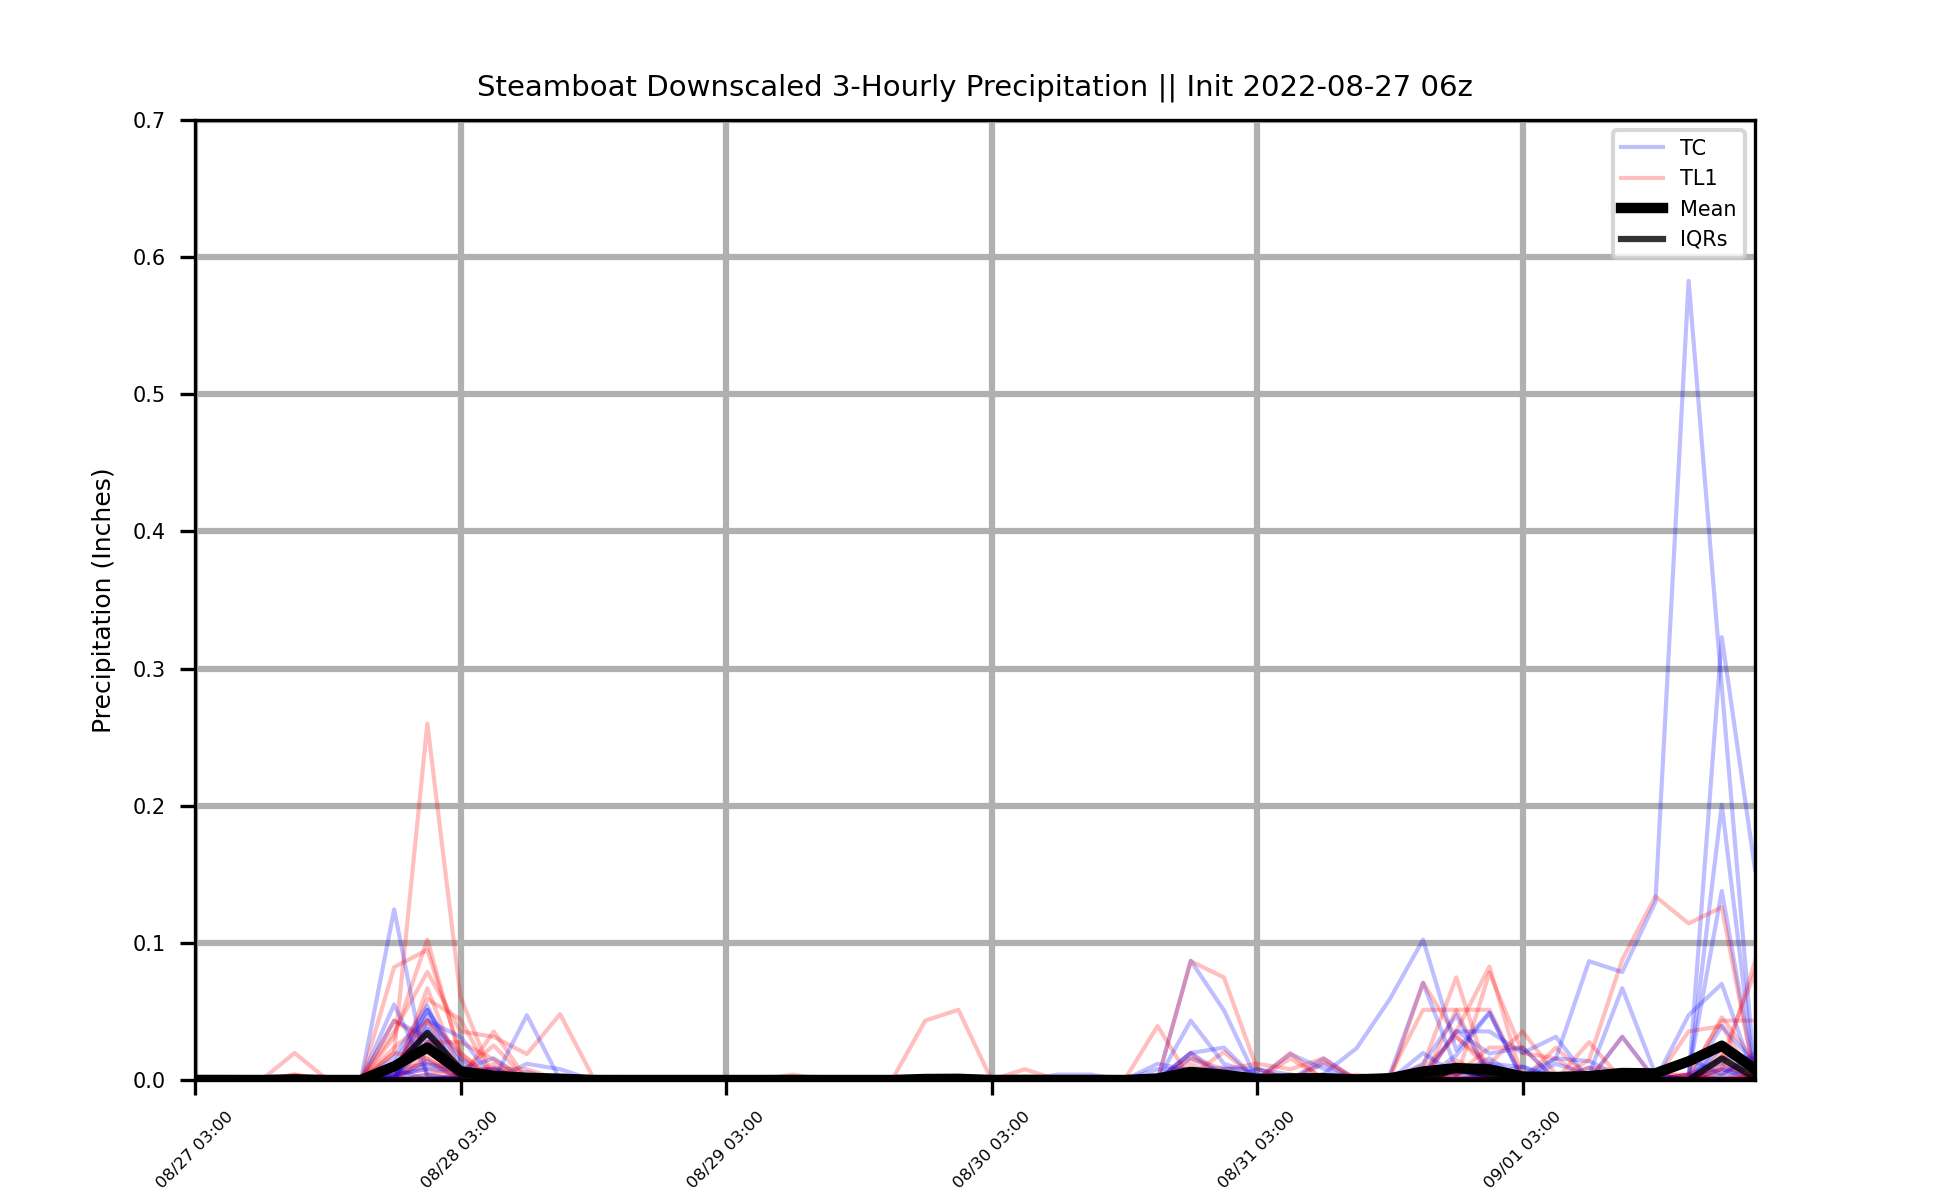 Steamboat Downscaled 3-Hourly Precipitation || Init 2022-08-27 06z
TC
TL1
Mean
IQRs
Precipitation (Inches)
0.7
0.6
0.5
0.4
0.3
0.2
0.1
0.0
08/27 03:00
08/28 03:00
08/29 03:00
08/30 03:00
08/31 03:00
09/01 03:00